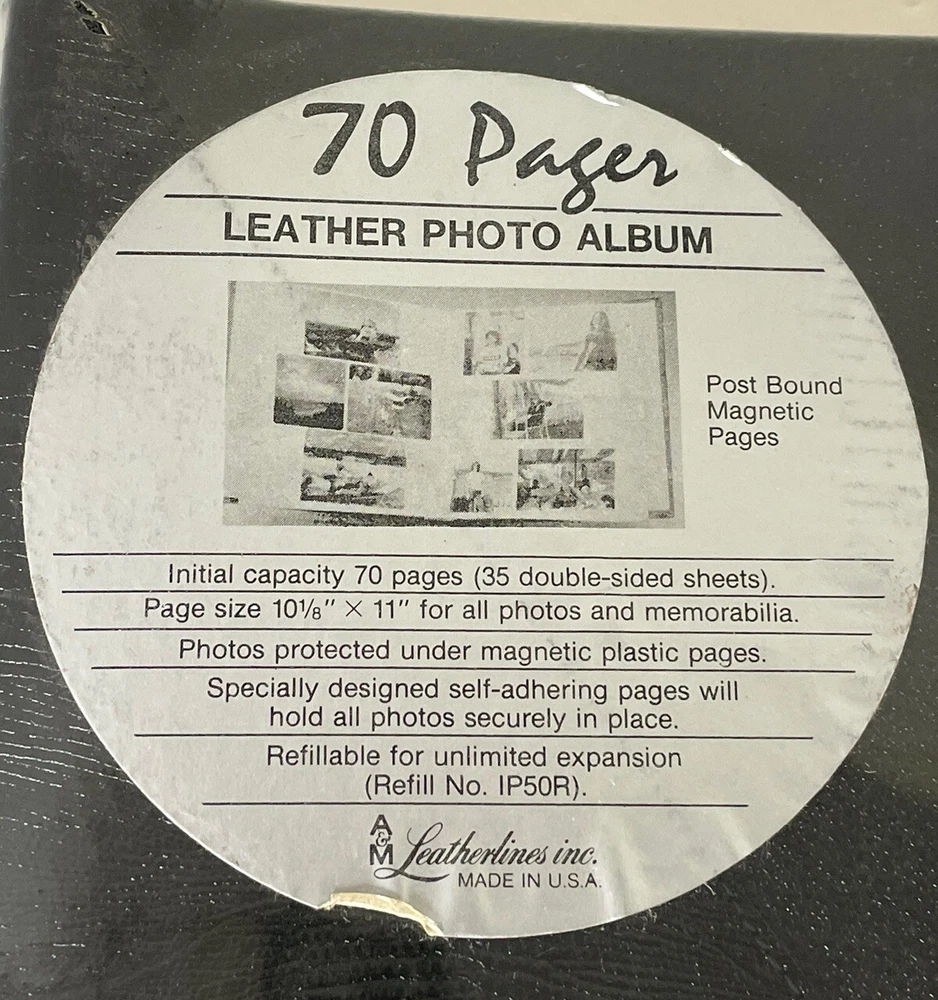 70 Pager
LEATHER PHOTO ALBUM
Post Bound
Magnetic
Pages
Initial capacity 70 pages (35 double-sided sheets).
Page size 10⅛" × 11" for all photos and memorabilia.
Photos protected under magnetic plastic pages.
Specially designed self-adhering pages will
hold all photos securely in place.
Refillable for unlimited expansion
(Refill No. IP50R).
A&M Leatherlines inc.
MADE IN U.S.A.